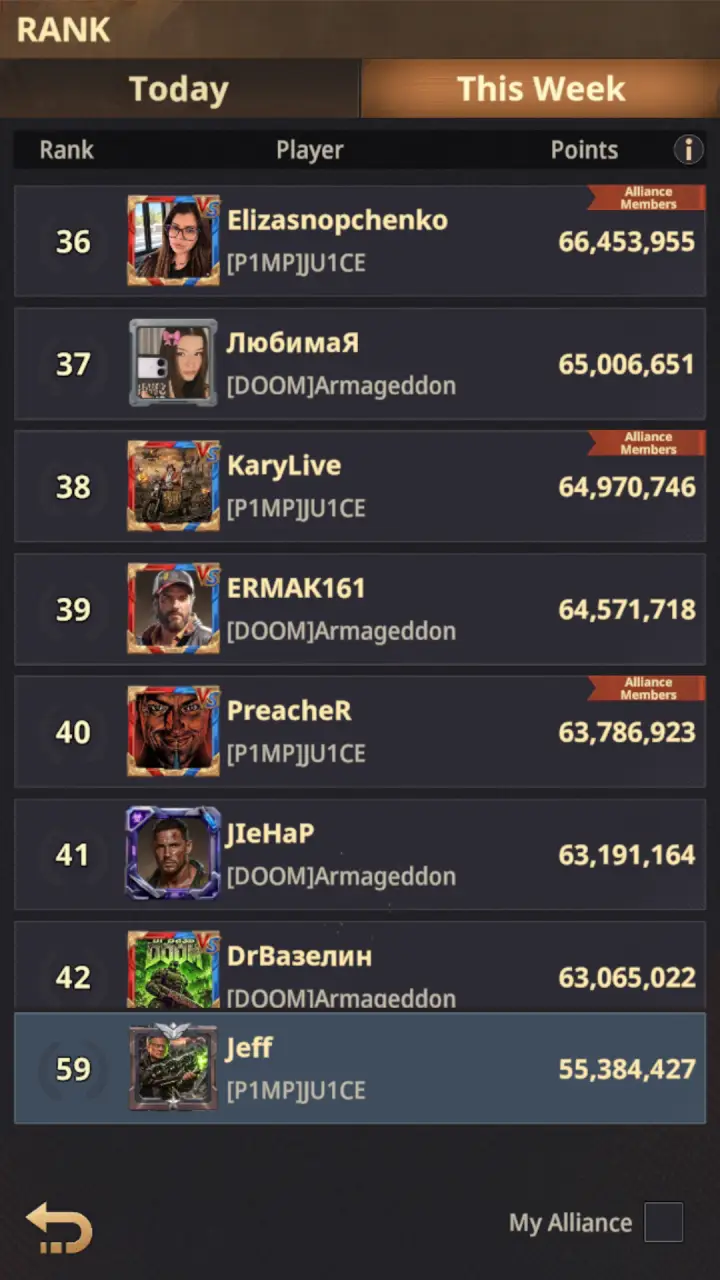 RANK
Today
This Week
Rank Player Points
Alliance
Members
36 Elizasnopchenko 66,453,955
[P1MP]JU1CE
37 ЛюбимаЯ 65,006,651
[DOOM]Armageddon
Alliance
Members
38 KaryLive 64,970,746
[P1MP]JU1CE
39 ERMAK161 64,571,718
[DOOM]Armageddon
Alliance
Members
40 PreacheR 63,786,923
[P1MP]JU1CE
41 JIeHaP 63,191,164
[DOOM]Armageddon
42 DrВазелин 63,065,022
[DOOM]Armageddon
59 Jeff 55,384,427
[P1MP]JU1CE
My Alliance